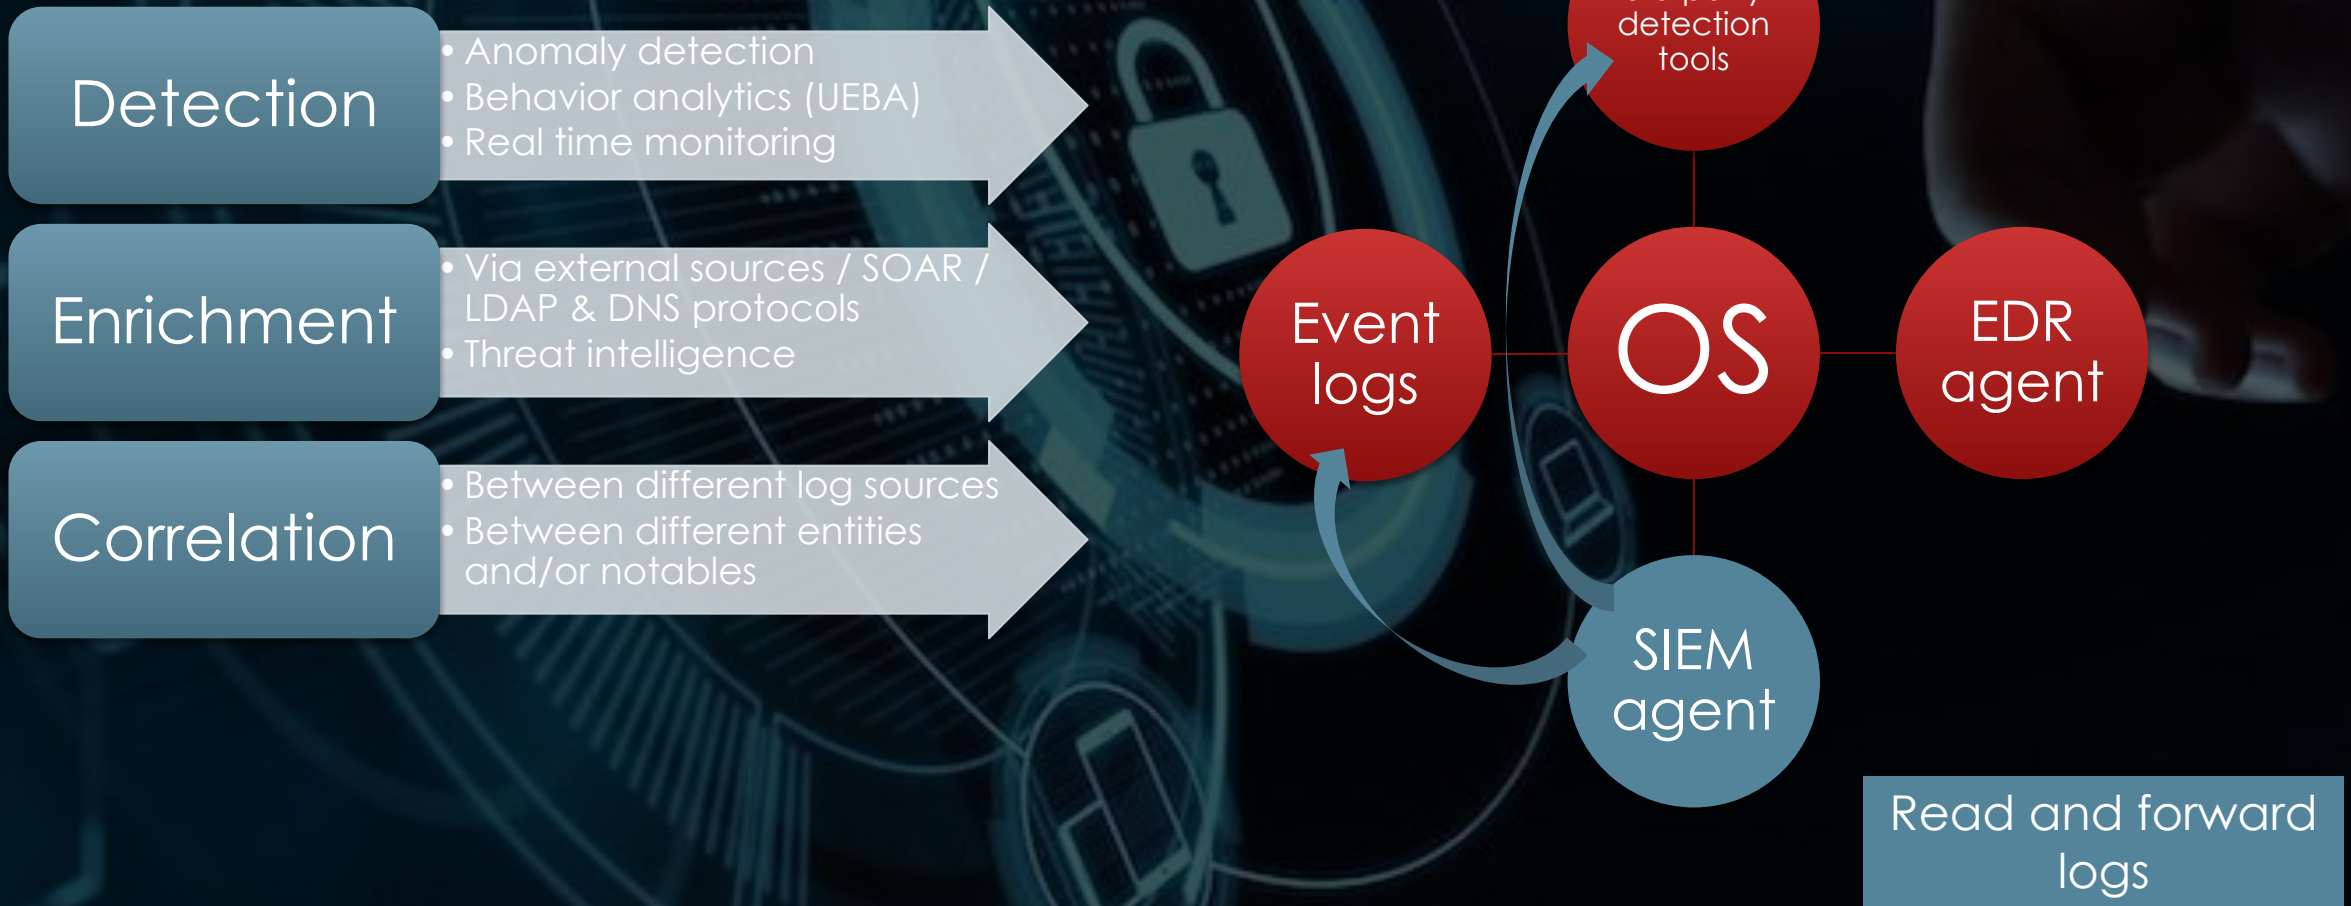 Detection
• Anomaly detection
• Behavior analytics (UEBA)
• Real time monitoring
Enrichment
• Via external sources / SOAR /
LDAP & DNS protocols
• Threat intelligence
Correlation
• Between different log sources
• Between different entities
and/or notables
detection
tools
Event
logs
OS
EDR
agent
SIEM
agent
Read and forward
logs